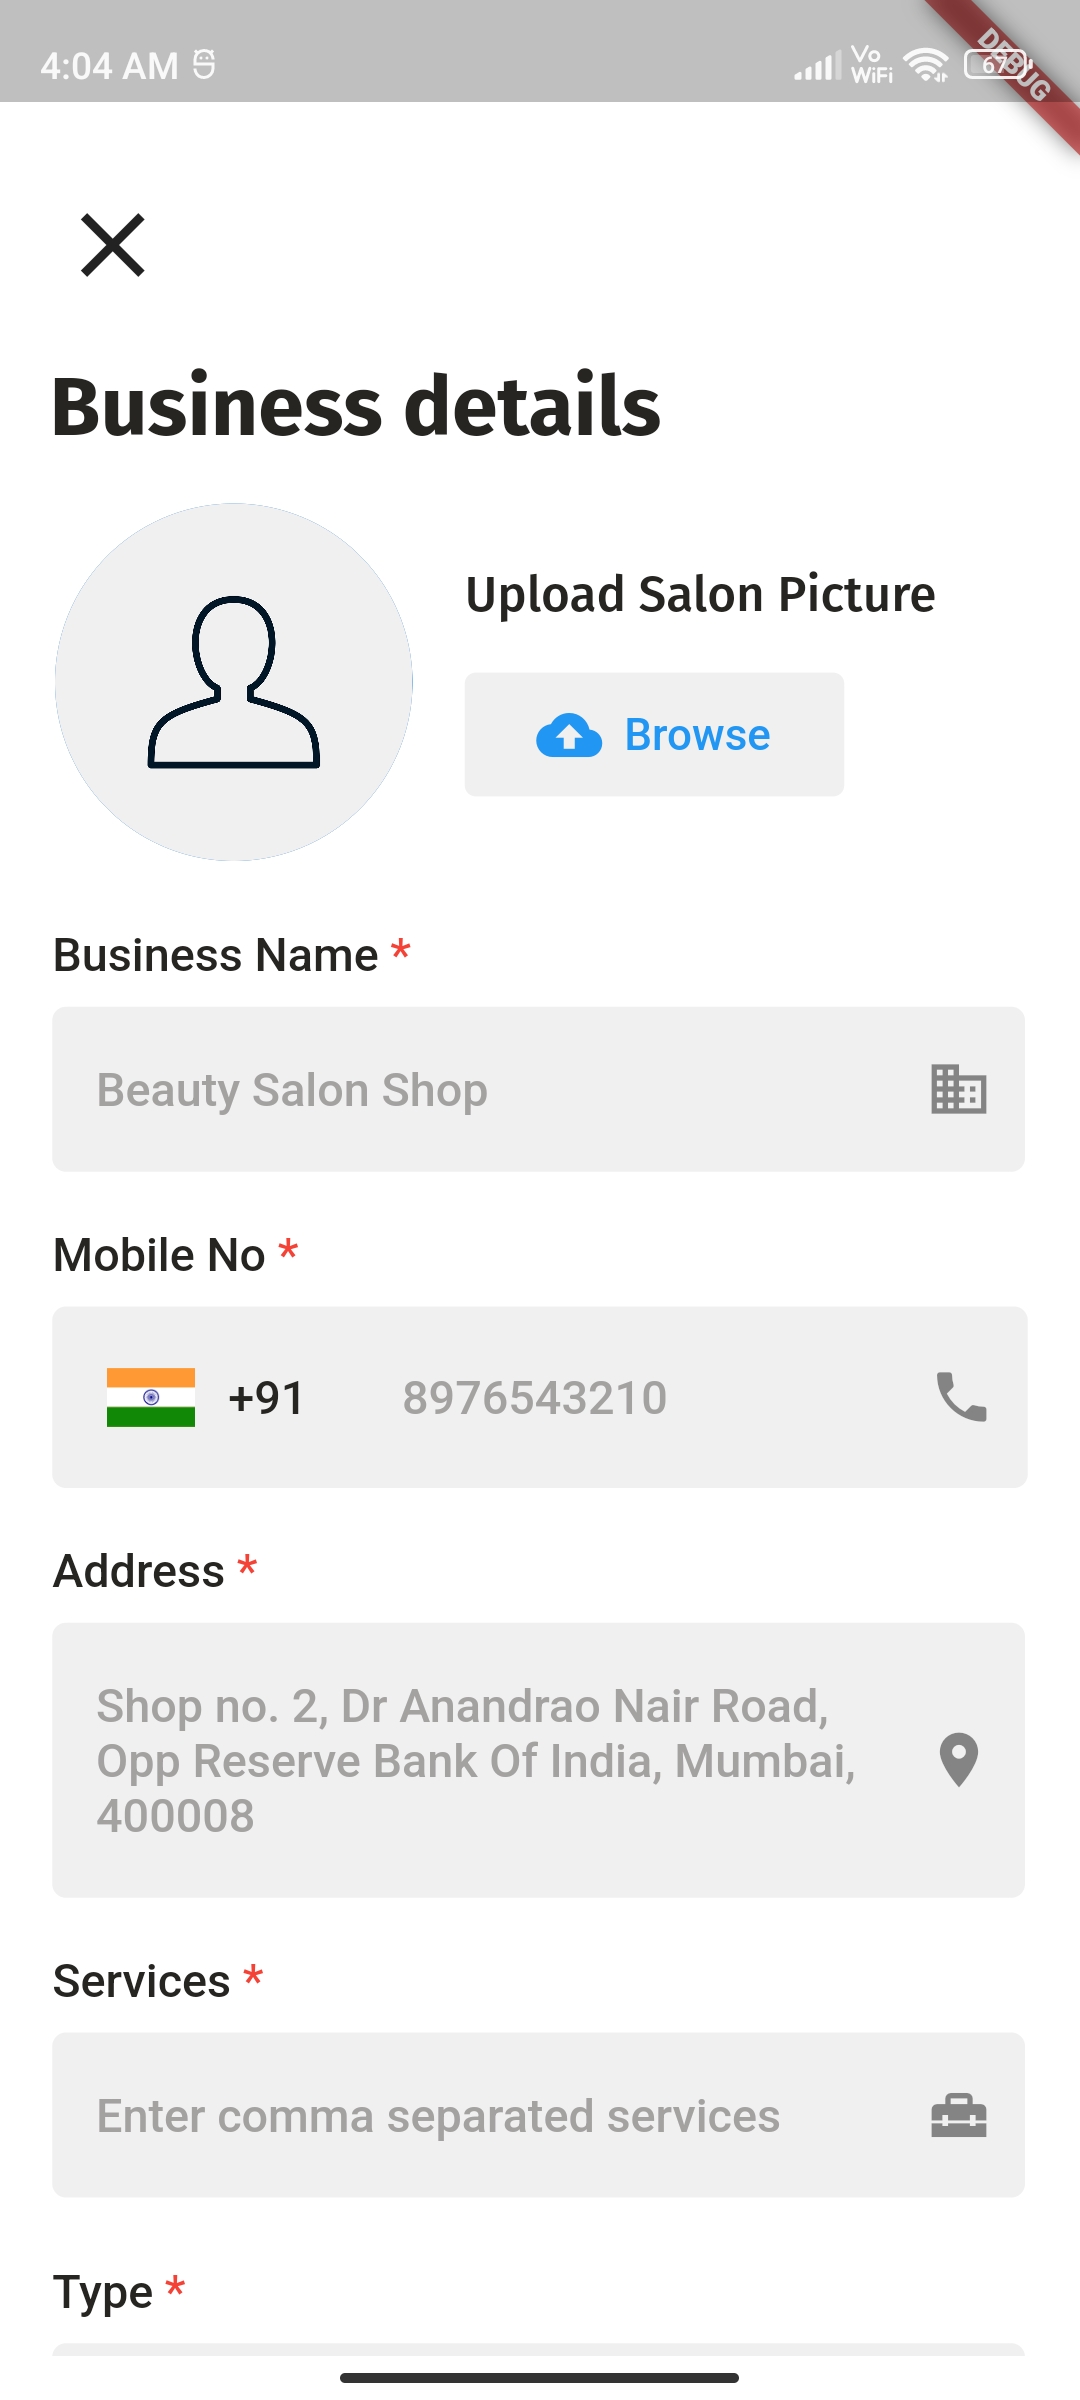 4:04 AM
Vo
WiFi
67
DEBUG
Business details
Upload Salon Picture
Browse
Business Name *
Beauty Salon Shop
Mobile No *
+91 8976543210
Address *
Shop no. 2, Dr Anandrao Nair Road,
Opp Reserve Bank Of India, Mumbai,
400008
Services *
Enter comma separated services
Type *